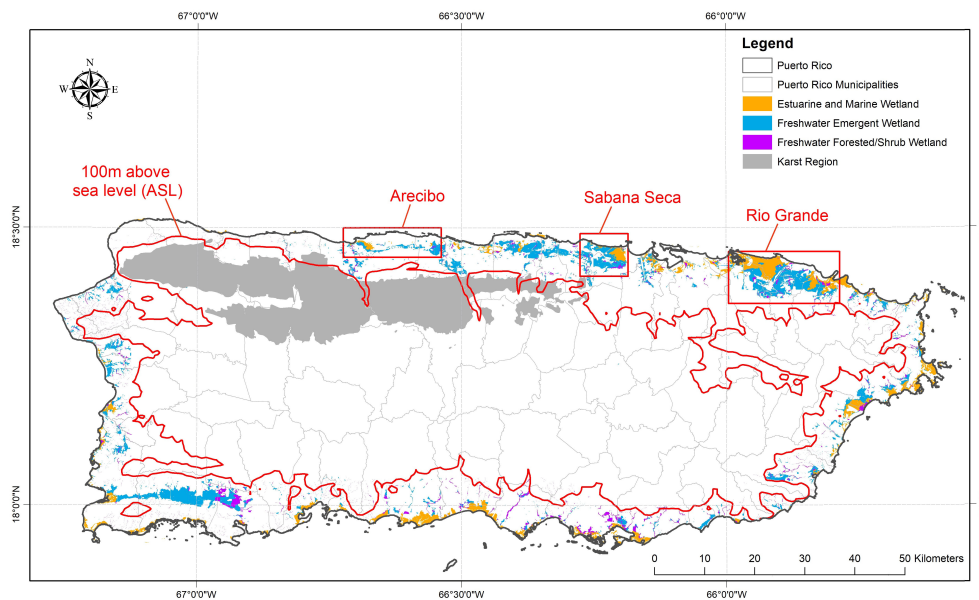 67°0'0"W 66°30'0"W 66°0'0"W
Legend
Puerto Rico
Puerto Rico Municipalities
Estuarine and Marine Wetland
Freshwater Emergent Wetland
Freshwater Forested/Shrub Wetland
Karst Region
N
W E
S
100m above
sea level (ASL)
Arecibo
Sabana Seca
Rio Grande
18°30'0"N
18°0'0"N
0 10 20 30 40 50 Kilometers
67°0'0"W 66°30'0"W 66°0'0"W